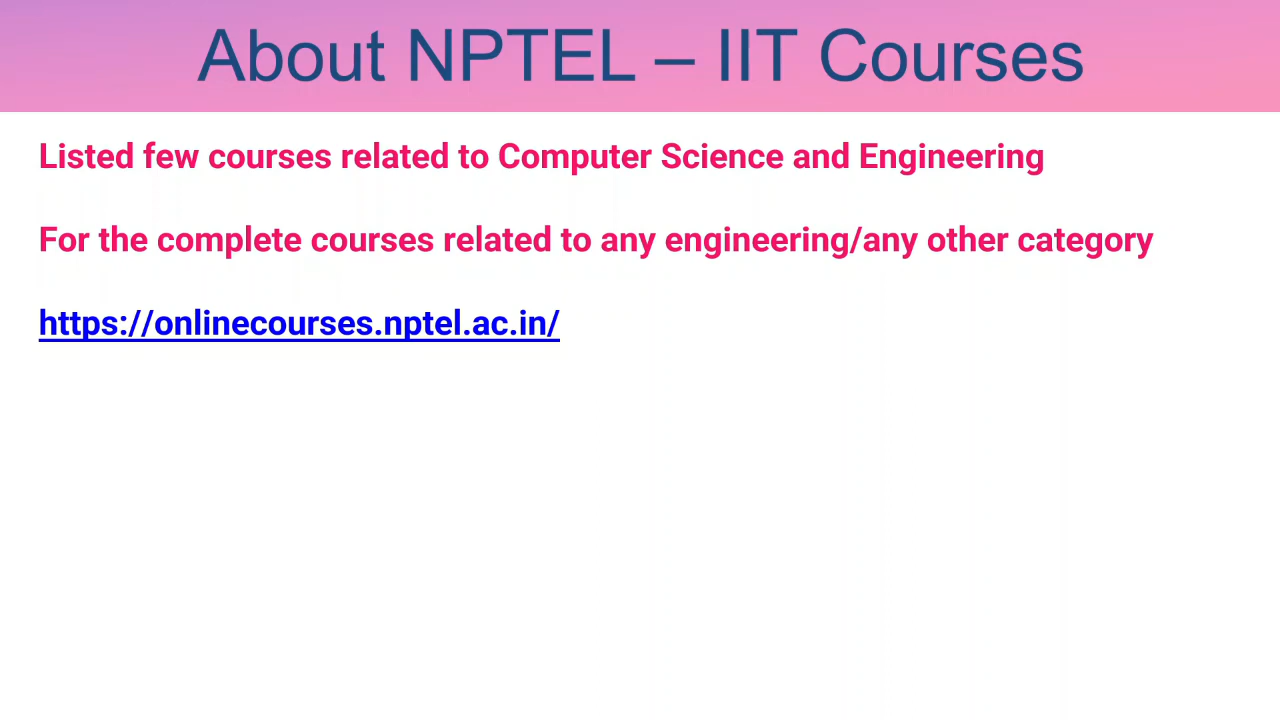 About NPTEL – IIT Courses
Listed few courses related to Computer Science and Engineering
For the complete courses related to any engineering/any other category
https://onlinecourses.nptel.ac.in/